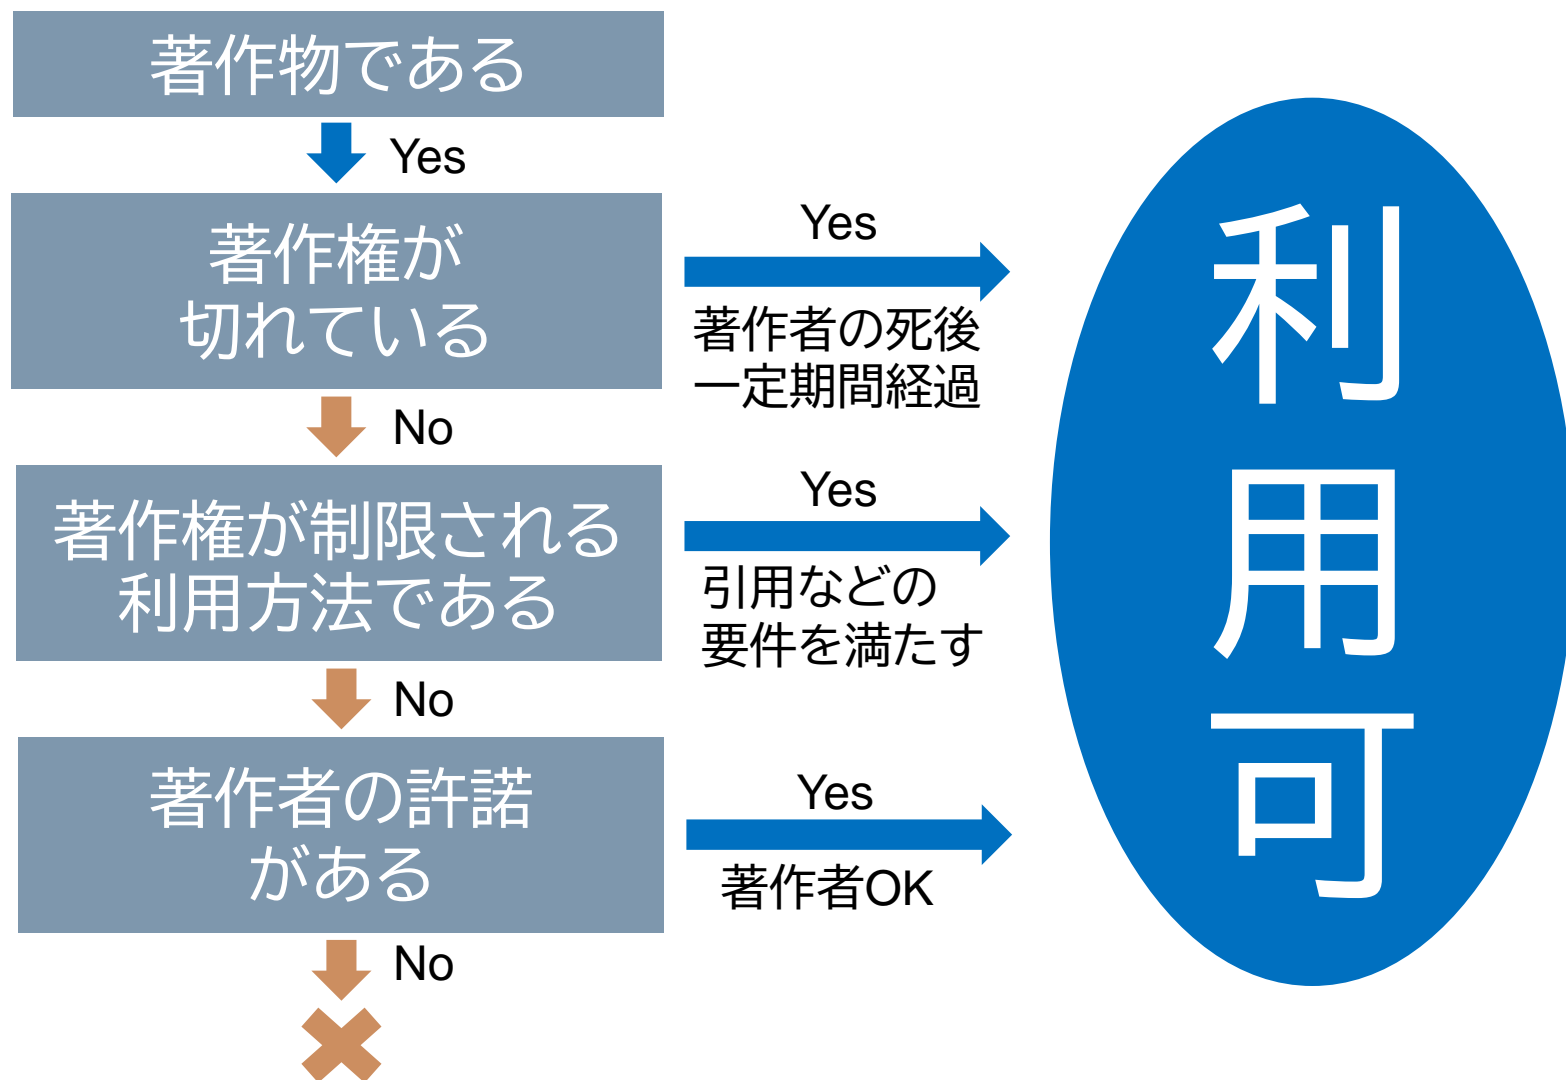 著作物である
Yes
著作権が
切れている
Yes
著作者の死後
一定期間経過
No
著作権が制限される
利用方法である
Yes
引用などの
要件を満たす
No
著作者の許諾
がある
Yes
著作者OK
No
利用可